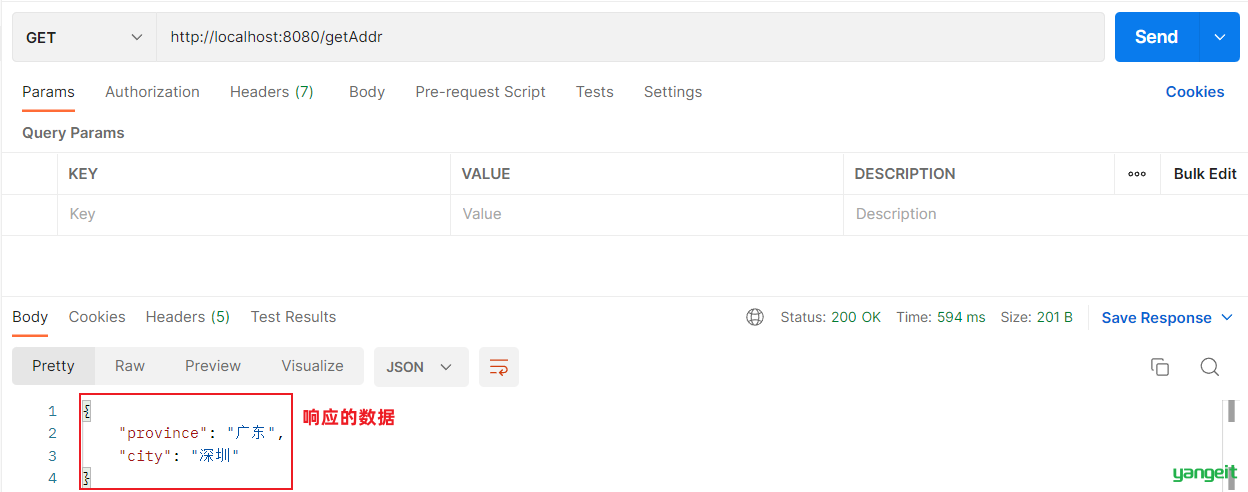 GET http://localhost:8080/getAddr Send
Params Authorization Headers (7) Body Pre-request Script Tests Settings Cookies
Query Params
KEY VALUE DESCRIPTION Bulk Edit
Key Value Description
Body Cookies Headers (5) Test Results Status: 200 OK Time: 594 ms Size: 201 B Save Response
Pretty Raw Preview Visualize JSON
1 {
响应的数据
2 "province": "广东",
3 "city": "深圳"
4 }
yangeit